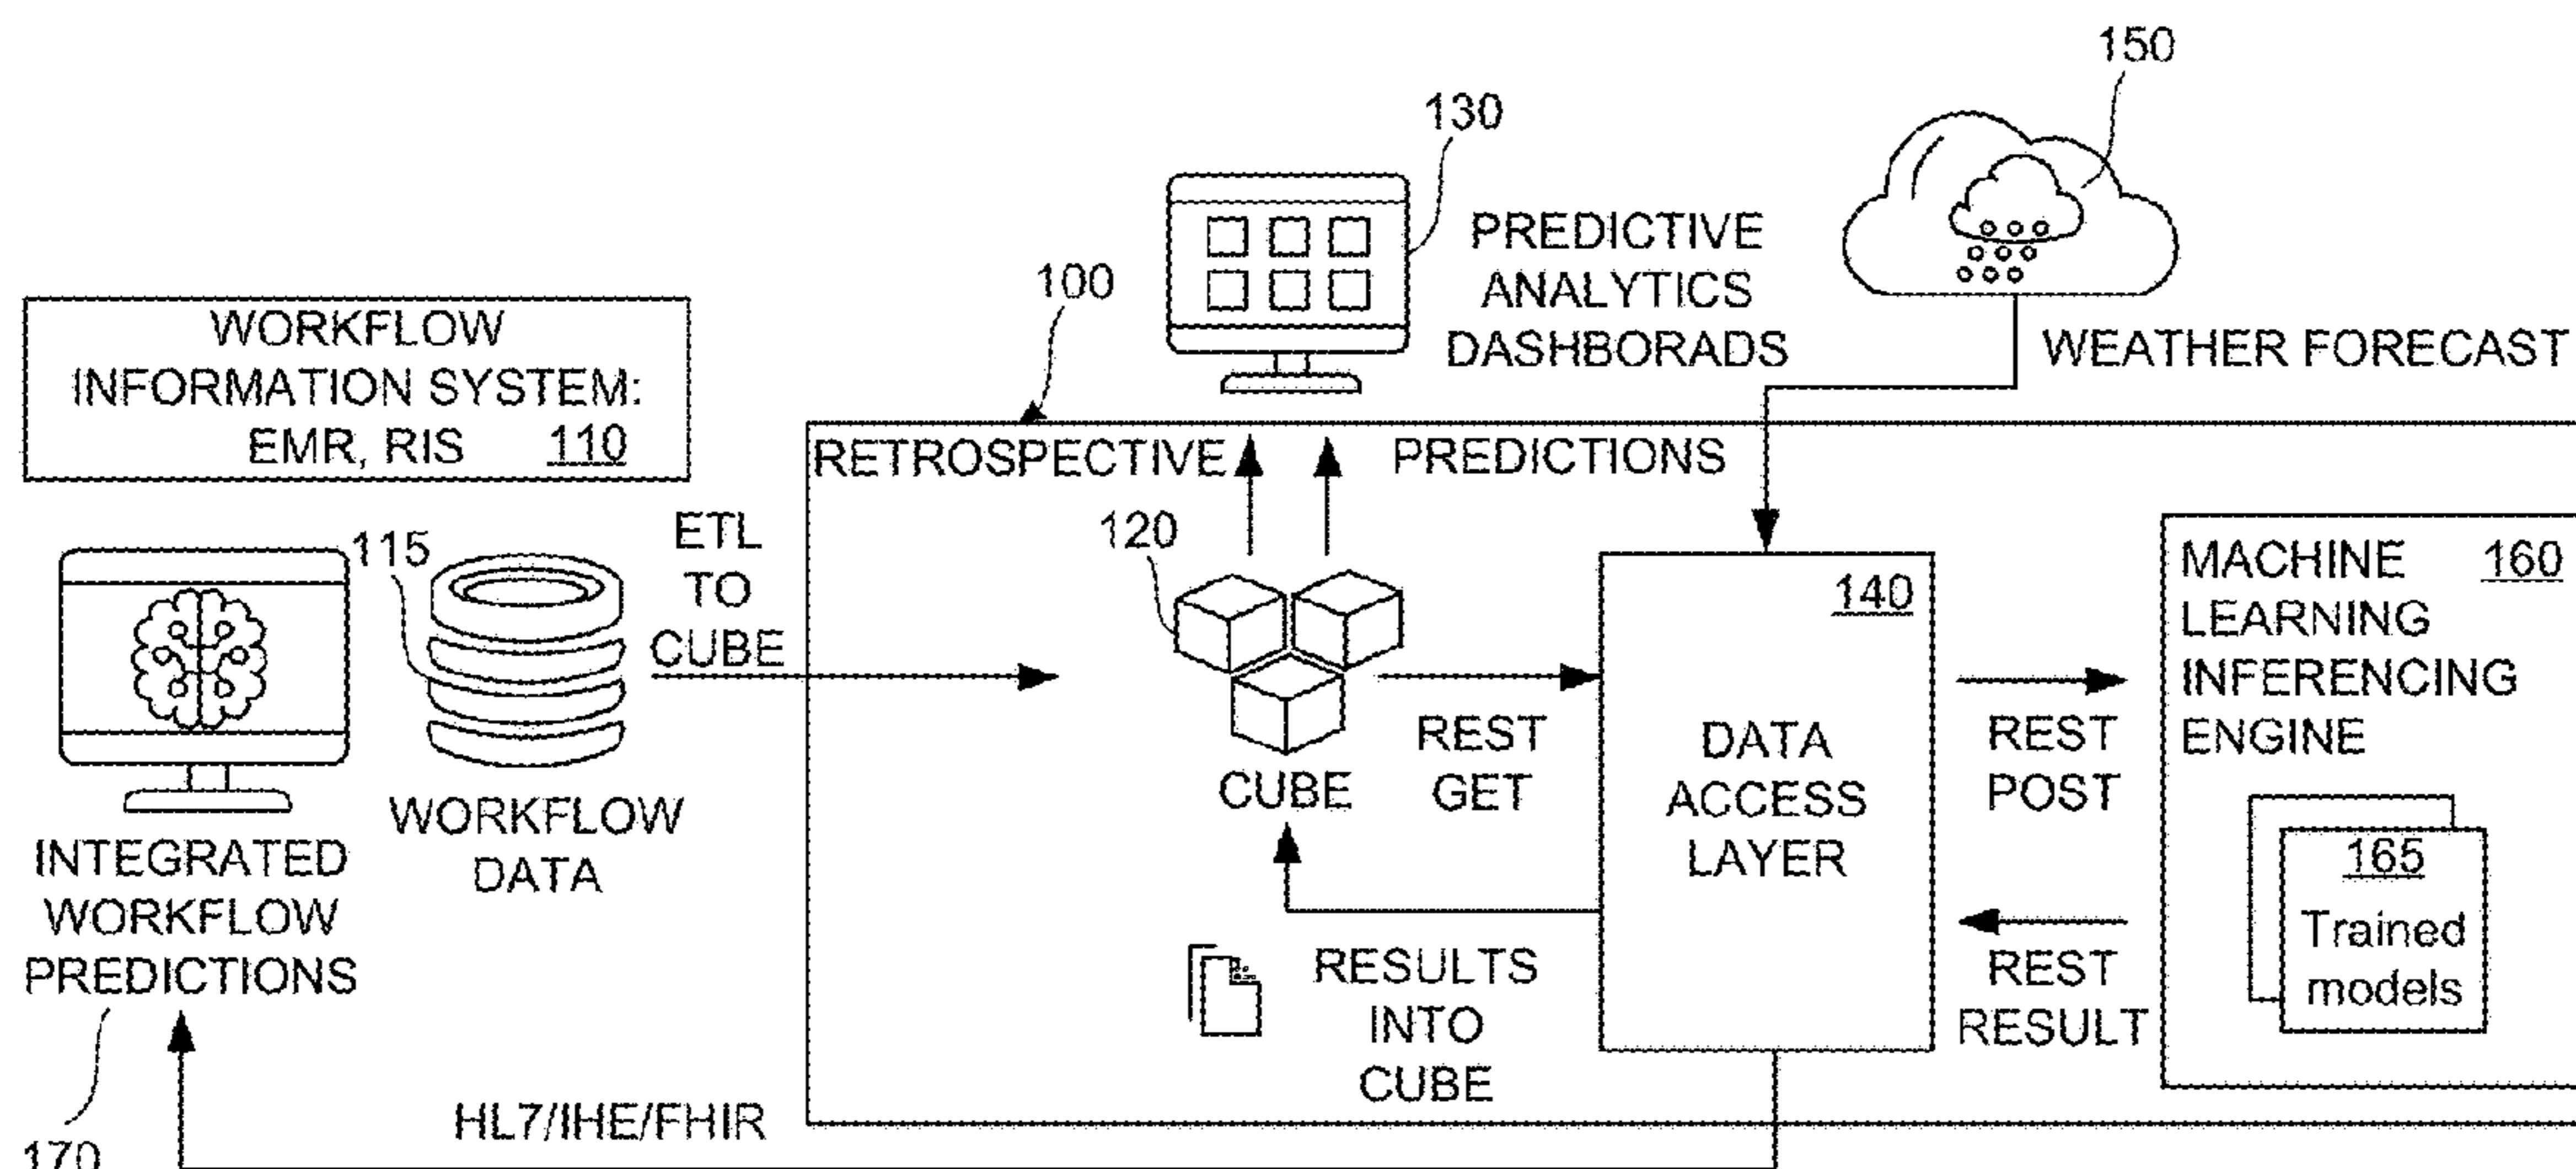 150
130
PREDICTIVE
ANALYTICS
DASHBORADS
WEATHER FORECAST
100
WORKFLOW
INFORMATION SYSTEM:
EMR, RIS 110
RETROSPECTIVE
PREDICTIONS
115
ETL
TO
CUBE
120
140
MACHINE 160
LEARNING
INFERENCING
ENGINE
DATA
ACCESS
LAYER
REST
GET
REST
POST
CUBE
WORKFLOW
DATA
INTEGRATED
WORKFLOW
PREDICTIONS
165
Trained
models
REST
RESULT
RESULTS
INTO
CUBE
HL7/IHE/FHIR
170